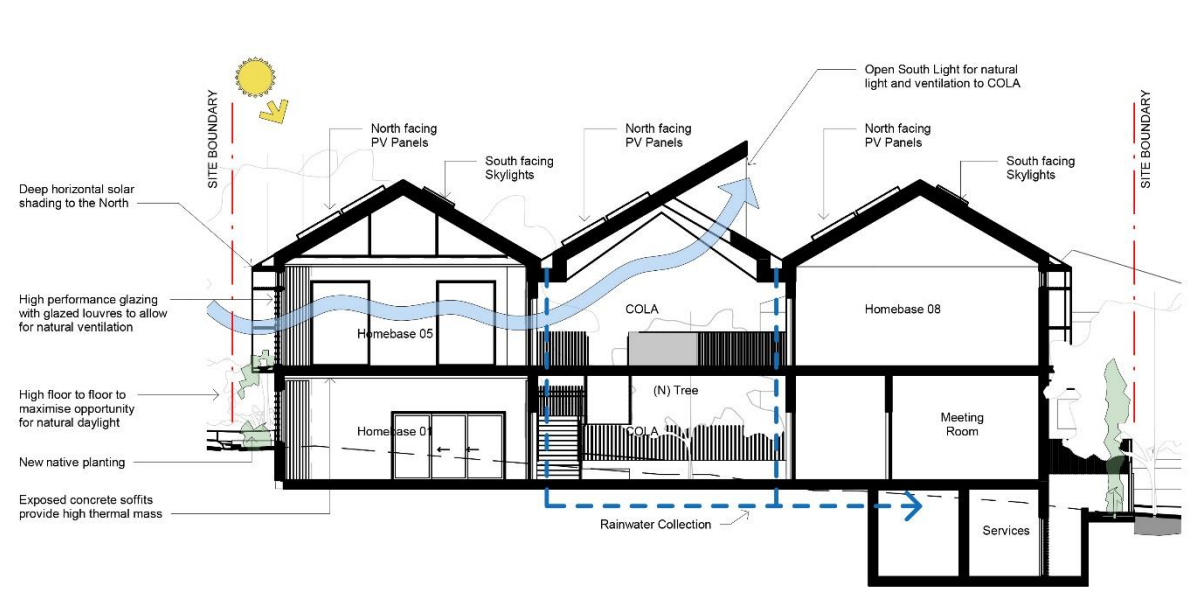 Open South Light for natural
light and ventilation to COLA
SITE BOUNDARY
SITE BOUNDARY
North facing
PV Panels
South facing
Skylights
North facing
PV Panels
North facing
PV Panels
South facing
Skylights
Deep horizontal solar
shading to the North
High performance glazing
with glazed louvres to allow
for natural ventilation
Homebase 05
COLA
Homebase 08
High floor to floor to
maximise opportunity
for natural daylight
(N) Tree
Homebase 01
COLA
Meeting
Room
New native planting
Exposed concrete soffits
provide high thermal mass
Rainwater Collection
Services